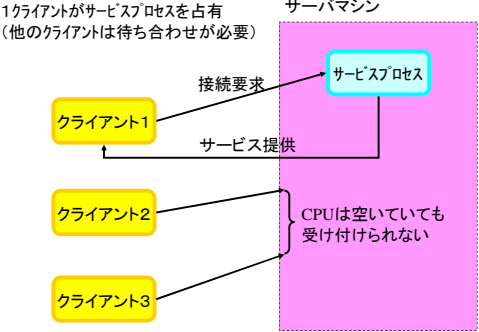 1クライアントがサービスプロセスを占有
(他のクライアントは待ち合わせが必要)
サーバマシン
サービスプロセス
接続要求
クライアント1
サービス提供
クライアント2
CPUは空いていても
受け付けられない
クライアント3